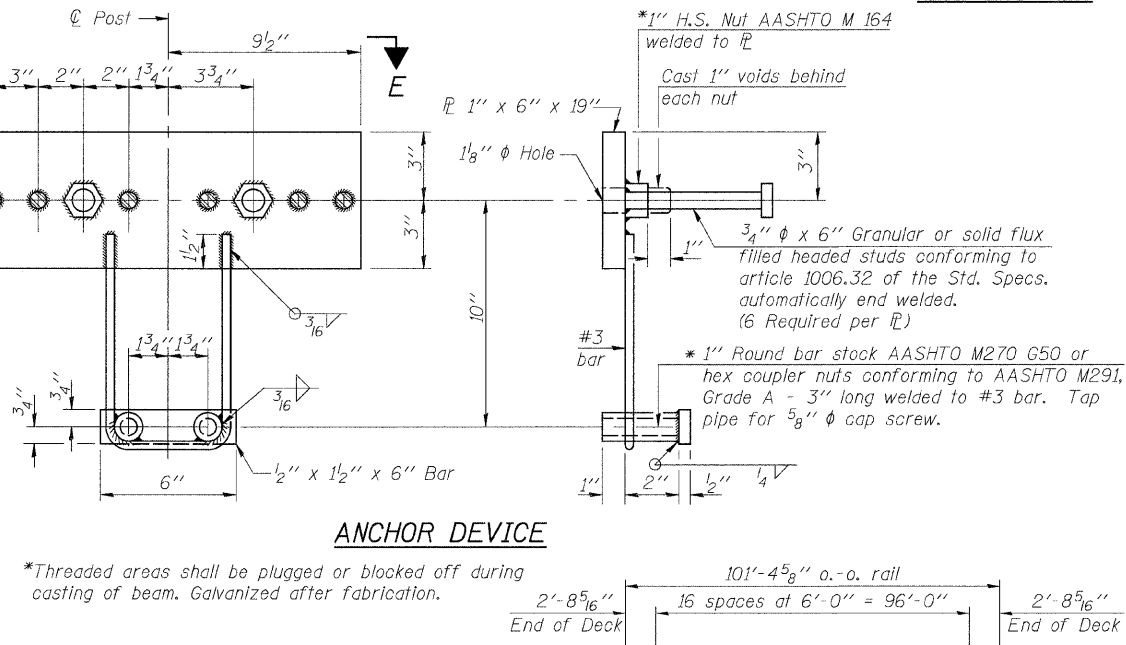 ℄ Post
9½"
E
3" 2" 2" 1¾" 3¾"
3"
3"
1½"
3/16
10"
1¾" 1¾"
3/16
¾"
¾"
6"
½" x 1½" x 6" Bar
*1" H.S. Nut AASHTO M 164
welded to ℙL
Cast 1" voids behind
each nut
ℙL 1" x 6" x 19"
1⅛" ϕ Hole
3"
1"
¾" ϕ x 6" Granular or solid flux
filled headed studs conforming to
article 1006.32 of the Std. Specs.
automatically end welded.
(6 Required per ℙL)
#3
bar
* 1" Round bar stock AASHTO M270 G50 or
hex coupler nuts conforming to AASHTO M291,
Grade A - 3" long welded to #3 bar. Tap
pipe for ⅝" ϕ cap screw.
1" 2" ½"
¼
ANCHOR DEVICE
*Threaded areas shall be plugged or blocked off during
casting of beam. Galvanized after fabrication.
101'-4⅝" o.-o. rail
2'-8 5/16" 16 spaces at 6'-0" = 96'-0" 2'-8 5/16"
End of Deck End of Deck